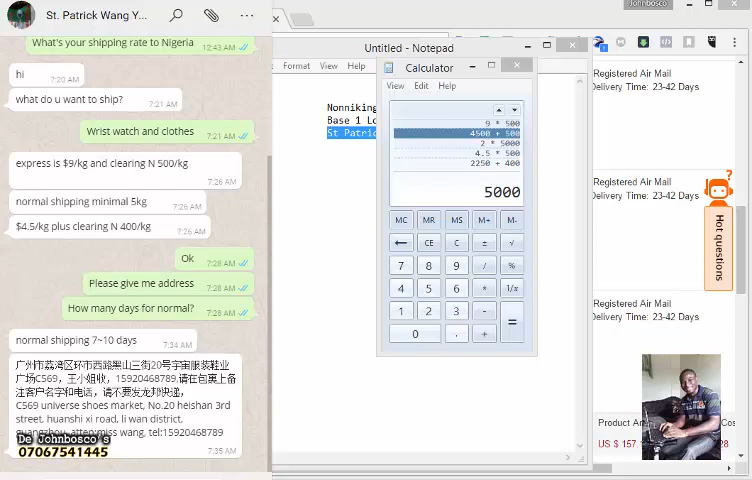 St. Patrick Wang Y...
What's your shipping rate to Nigeria
12:43 AM
hi
7:20 AM
what do u want to ship?
7:21 AM
Wrist watch and clothes
7:21 AM
express is $9/kg and clearing N 500/kg
7:26 AM
normal shipping minimal 5kg
7:26 AM
$4.5/kg plus clearing N 400/kg
7:26 AM
Ok
7:28 AM
Please give me address
7:28 AM
How many days for normal?
7:28 AM
normal shipping 7~10 days
7:34 AM
广州市荔湾区环市西路黑山三街20号宇宙服装鞋业
广场C569，王小姐收，15920468789,请在包裹上备
注客户名字和电话，请不要发龙邦快递，
C569 universe shoes market, No.20 heishan 3rd
street, huanshi xi road, li wan district,
guangzhou, atten:miss wang, tel:15920468789
7:35 AM
De Johnbosco's
07067541445
Johnbosco
Untitled - Notepad
Format View Help
Nonniking
Base 1 Lo
St Patric
Calculator
View Edit Help
9 * 500
4500 + 500
2 * 5000
4.5 * 500
2250 + 400
5000
MC MR MS M+ M-
← CE C ± √
7 8 9 / %
4 5 6 * 1/x
1 2 3 - =
0 . +
Registered Air Mail
Delivery Time: 23-42 Days
Registered Air Mail
Delivery Time: 23-42 Days
Hot questions
Registered Air Mail
Delivery Time: 23-42 Days
Product Am
Cos
US $ 157.
28